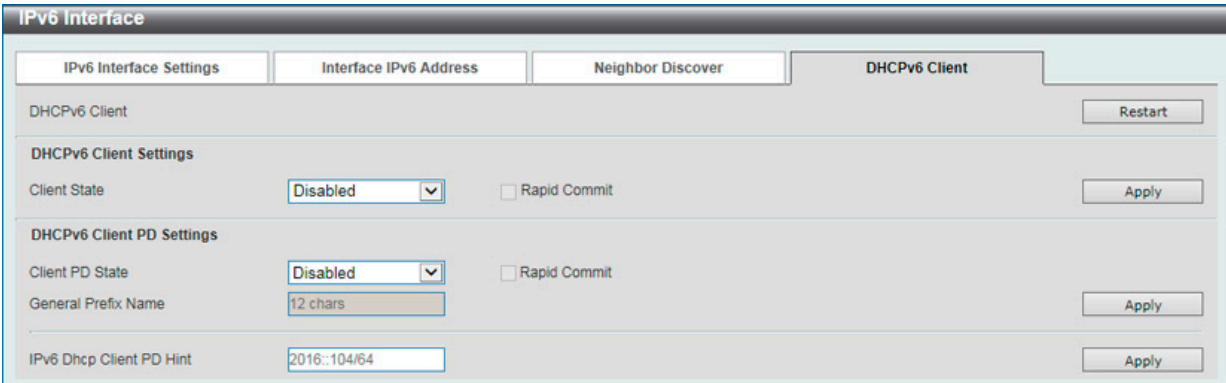 IPv6 Interface
IPv6 Interface Settings Interface IPv6 Address Neighbor Discover DHCPv6 Client
DHCPv6 Client Restart
DHCPv6 Client Settings
Client State Disabled Rapid Commit Apply
DHCPv6 Client PD Settings
Client PD State Disabled Rapid Commit
General Prefix Name 12 chars Apply
IPv6 Dhcp Client PD Hint 2016::104/64 Apply